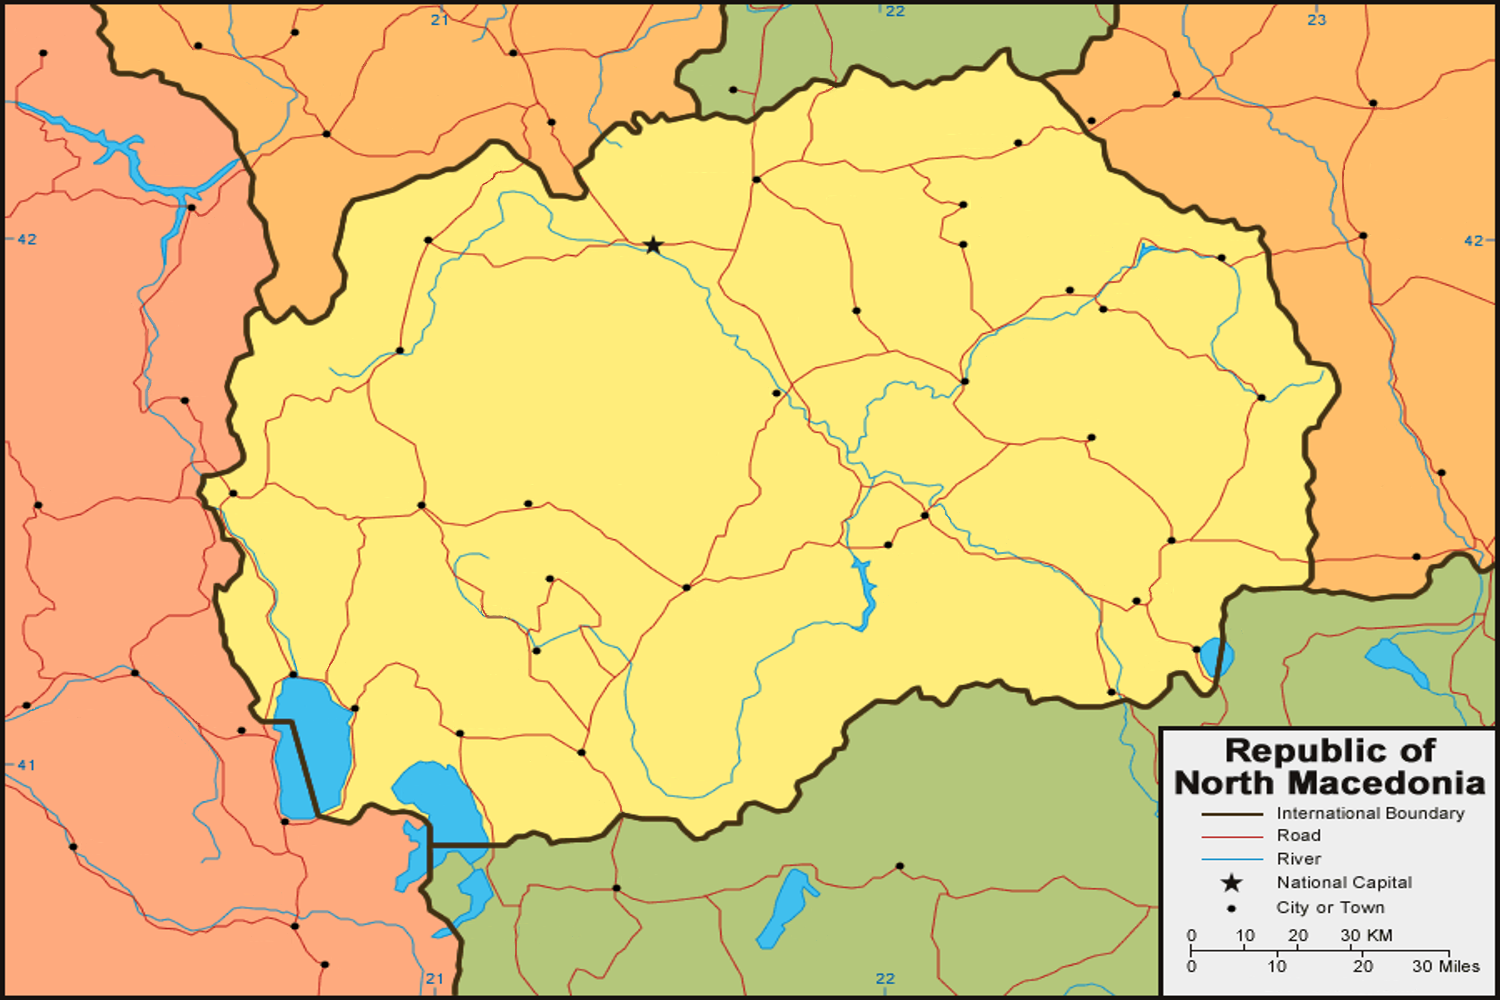 21
22
23
42
42
41
21
22
Republic of
North Macedonia
International Boundary
Road
River
National Capital
City or Town
0 10 20 30 KM
0 10 20 30 Miles